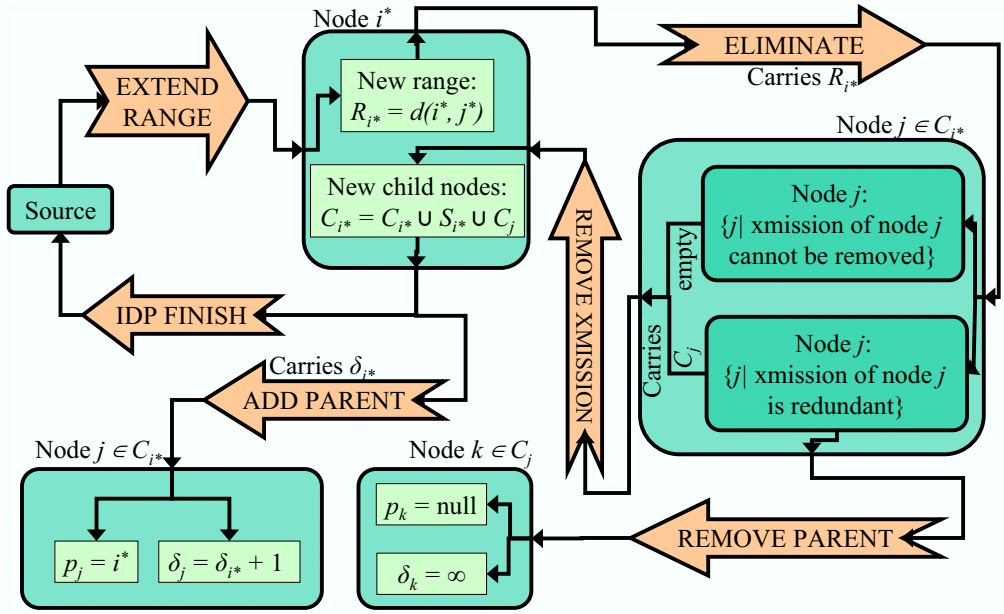 Node i*
EXTEND
RANGE
New range:
R_{i*} = d(i*, j*)
ELIMINATE
Carries R_{i*}
Node j ∈ C_{i*}
Source
New child nodes:
C_{i*} = C_{i*} ∪ S_{i*} ∪ C_j
REMOVE XMISSION
Node j:
{j| xmission of node j
cannot be removed}
empty
Carries
C_j
Node j:
{j| xmission of node j
is redundant}
IDP FINISH
Carries δ_{i*}
ADD PARENT
Node j ∈ C_{i*}
p_j = i*
δ_j = δ_{i*} + 1
Node k ∈ C_j
p_k = null
δ_k = ∞
REMOVE PARENT